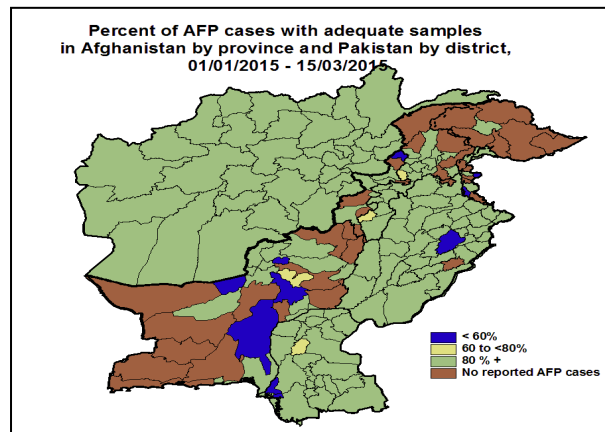 Percent of AFP cases with adequate samples
in Afghanistan by province and Pakistan by district,
01/01/2015 - 15/03/2015
< 60%
60 to <80%
80 % +
No reported AFP cases